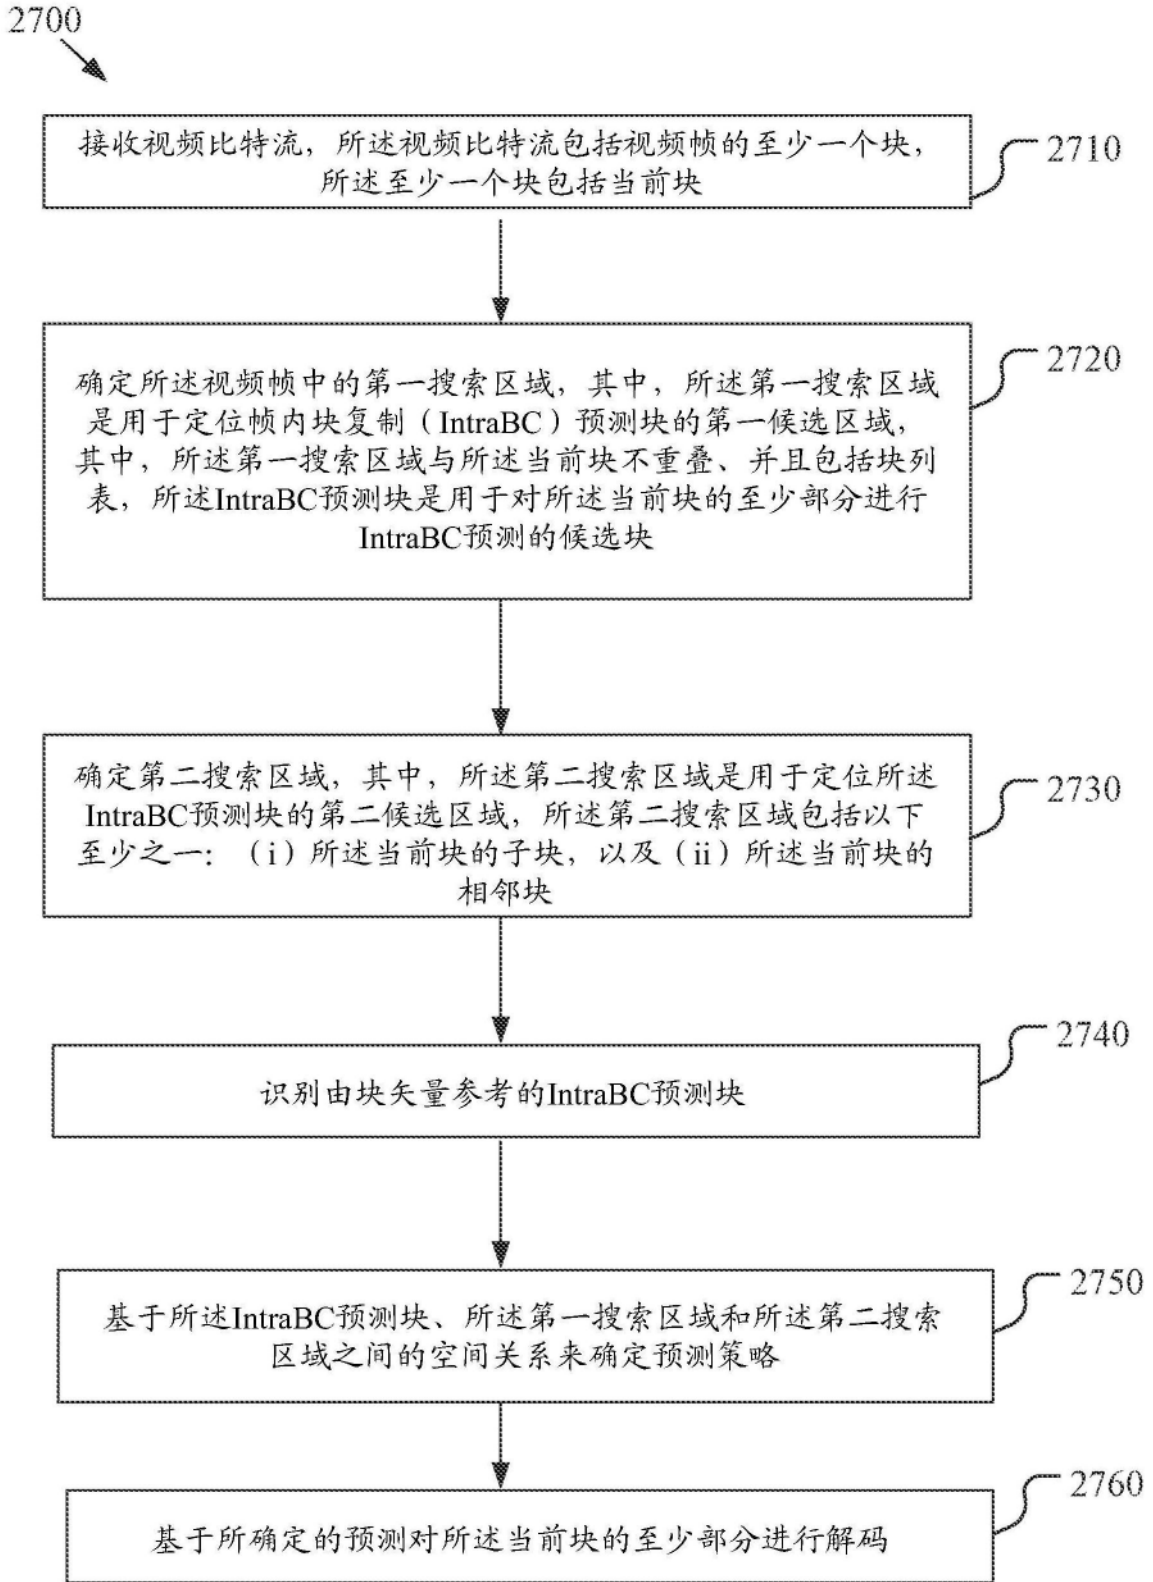 2700
接收视频比特流，所述视频比特流包括视频帧的至少一个块，
所述至少一个块包括当前块
2710
确定所述视频帧中的第一搜索区域，其中，所述第一搜索区域
是用于定位帧内块复制（IntraBC）预测块的第一候选区域，
其中，所述第一搜索区域与所述当前块不重叠、并且包括块列
表，所述IntraBC预测块是用于对所述当前块的至少部分进行
IntraBC预测的候选块
2720
确定第二搜索区域，其中，所述第二搜索区域是用于定位所述
IntraBC预测块的第二候选区域，所述第二搜索区域包括以下
至少之一：（i）所述当前块的子块，以及（ii）所述当前块的
相邻块
2730
识别由块矢量参考的IntraBC预测块
2740
基于所述IntraBC预测块、所述第一搜索区域和所述第二搜索
区域之间的空间关系来确定预测策略
2750
基于所确定的预测对所述当前块的至少部分进行解码
2760